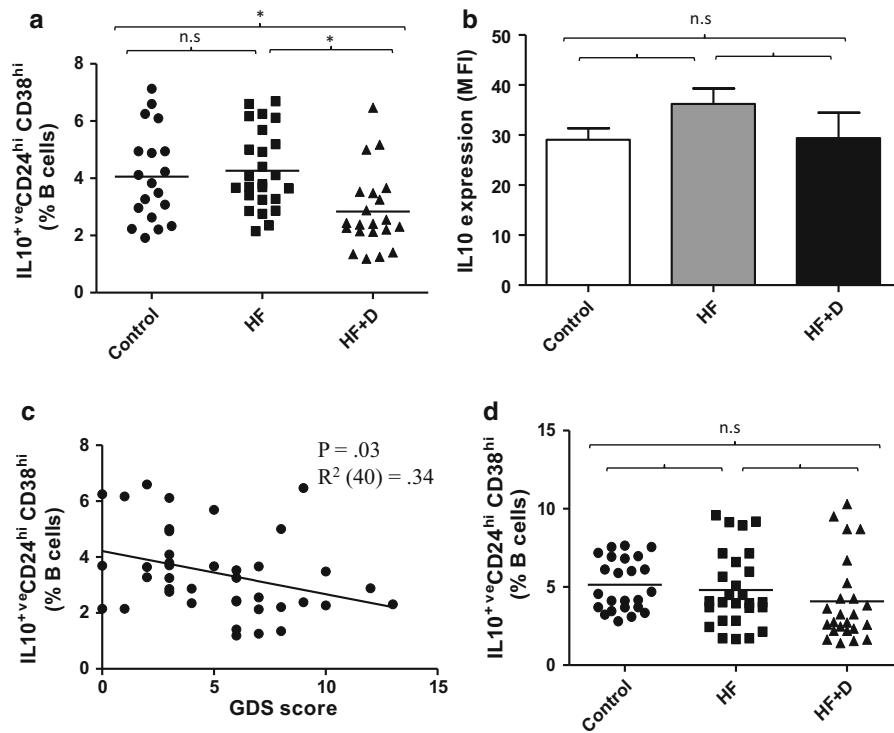 a
*
n.s
*
IL10+veCD24hi CD38hi
(% B cells)
8
6
4
2
0
Control
HF
HF+D
b
n.s
IL10 expression (MFI)
50
40
30
20
10
0
Control
HF
HF+D
c
P = .03
R2 (40) = .34
IL10+veCD24hi CD38hi
(% B cells)
8
6
4
2
0
0
5
10
15
GDS score
d
n.s
IL10+veCD24hi CD38hi
(% B cells)
15
10
5
0
Control
HF
HF+D